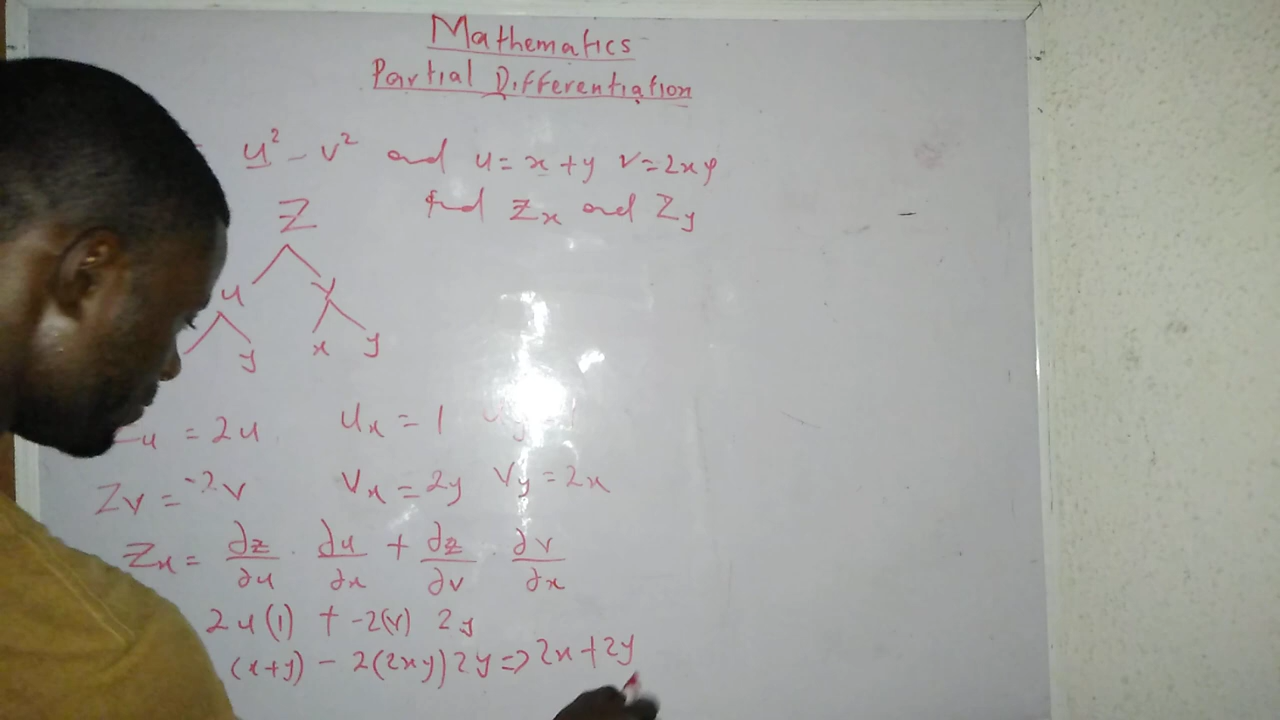 Mathematics
Partial Differentiation
u² - v² and u = x + y v = 2xy
find Zx and Zy
Z
u v
y x y
u = 2u ux = 1
Zv = -2v Vx = 2y Vy = 2x
Zx = ∂z/∂u . ∂u/∂x + ∂z/∂v . ∂v/∂x
2u(1) + -2(v) 2y
(x+y) - 2(2xy)2y => 2x + 2y